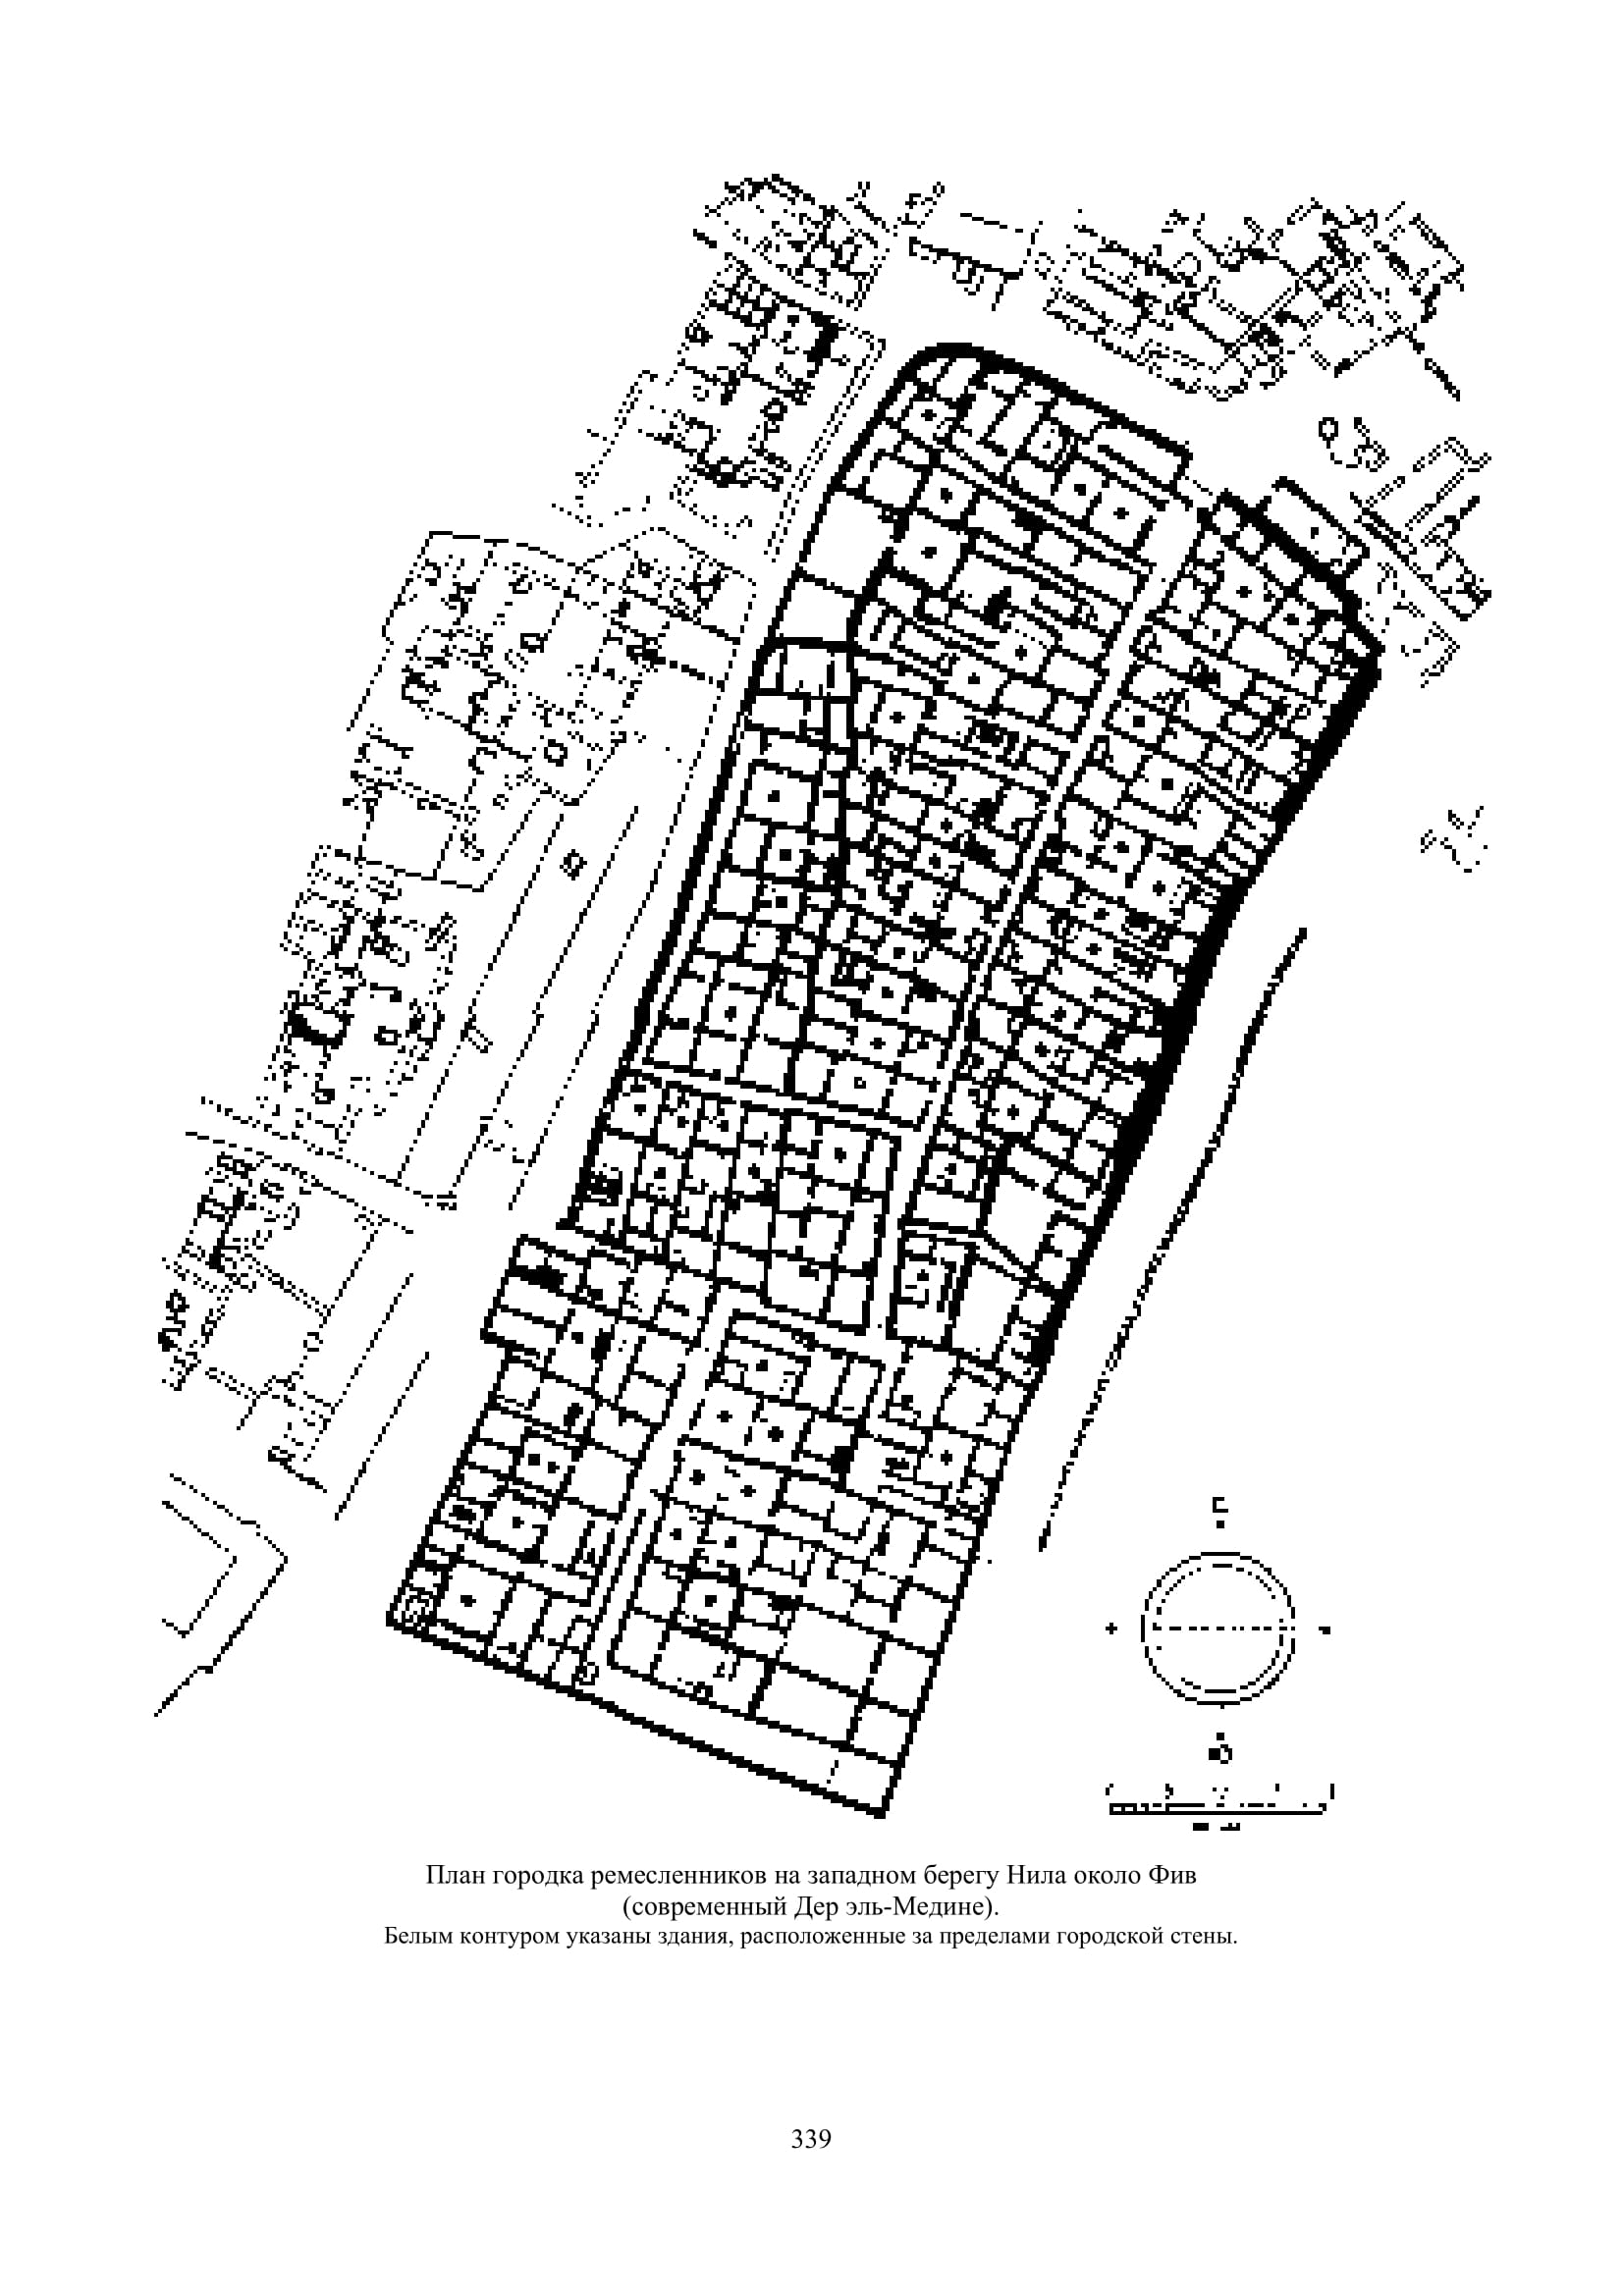 План городка ремесленников на западном берегу Нила около Фив
(современный Дер эль-Медине).
Белым контуром указаны здания, расположенные за пределами городской стены.
339